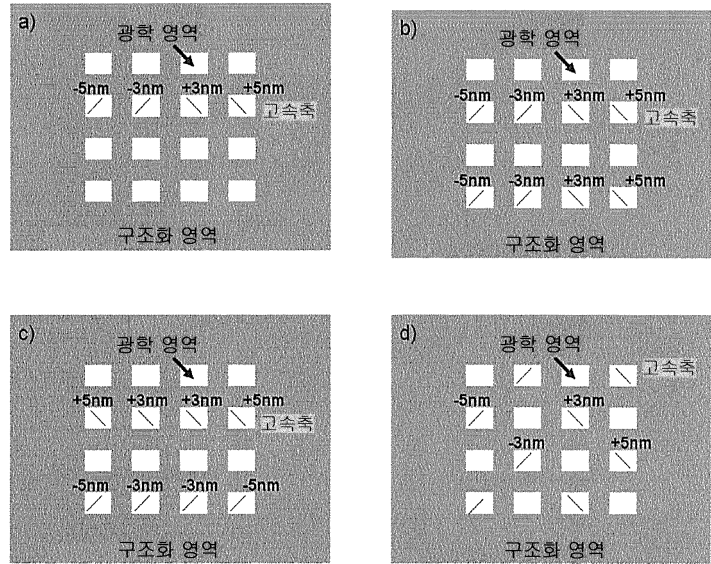 a)
광학 영역
-5nm -3nm +3nm +5nm
고속축
구조화 영역
b)
광학 영역
-5nm -3nm +3nm +5nm
고속축
-5nm -3nm +3nm +5nm
구조화 영역
c)
광학 영역
+5nm +3nm +3nm +5nm
고속축
-5nm -3nm -3nm -5nm
구조화 영역
d)
광학 영역
고속축
-5nm +3nm
-3nm +5nm
구조화 영역